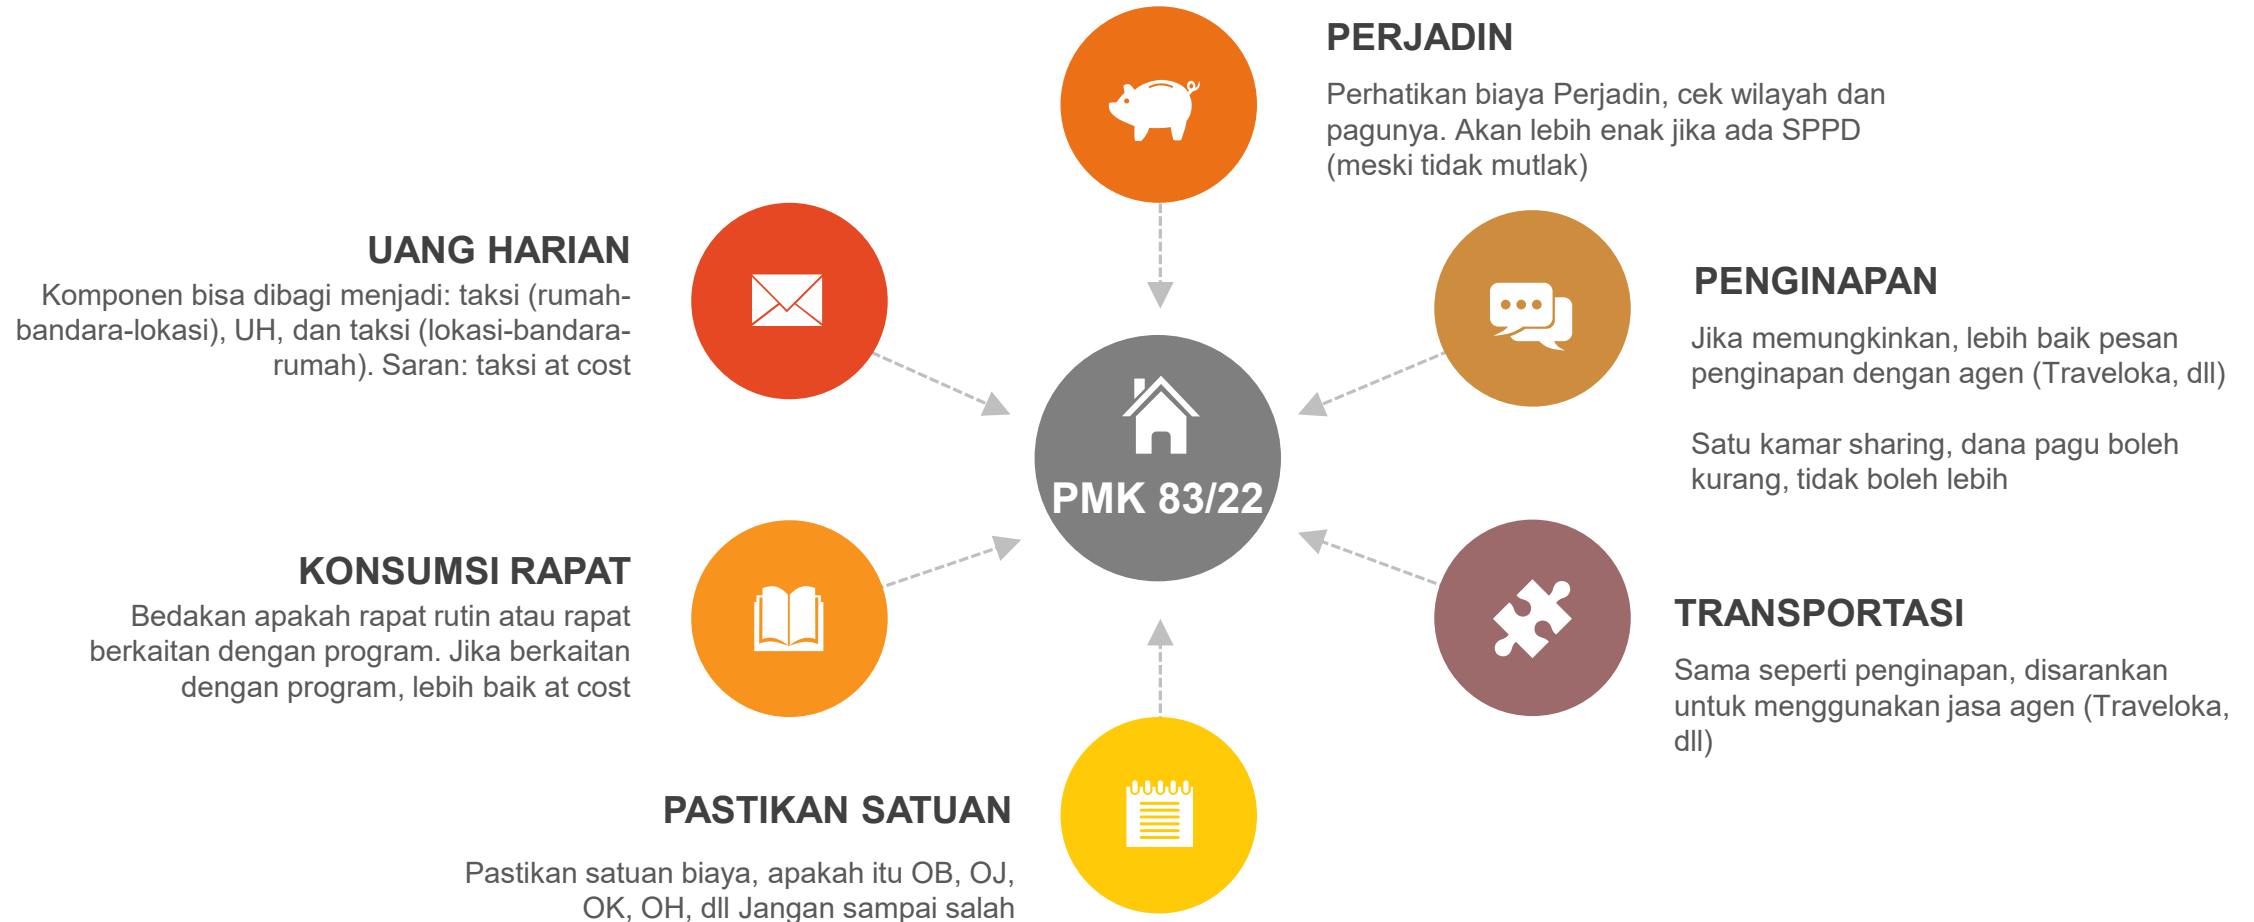 PERJADIN
Perhatikan biaya Perjadin, cek wilayah dan
pagunya. Akan lebih enak jika ada SPPD
(meski tidak mutlak)
UANG HARIAN
Komponen bisa dibagi menjadi: taksi (rumah-
bandara-lokasi), UH, dan taksi (lokasi-bandara-
rumah). Saran: taksi at cost
PENGINAPAN
Jika memungkinkan, lebih baik pesan
penginapan dengan agen (Traveloka, dll)
Satu kamar sharing, dana pagu boleh
kurang, tidak boleh lebih
PMK 83/22
KONSUMSI RAPAT
Bedakan apakah rapat rutin atau rapat
berkaitan dengan program. Jika berkaitan
dengan program, lebih baik at cost
TRANSPORTASI
Sama seperti penginapan, disarankan
untuk menggunakan jasa agen (Traveloka,
dll)
PASTIKAN SATUAN
Pastikan satuan biaya, apakah itu OB, OJ,
OK, OH, dll Jangan sampai salah